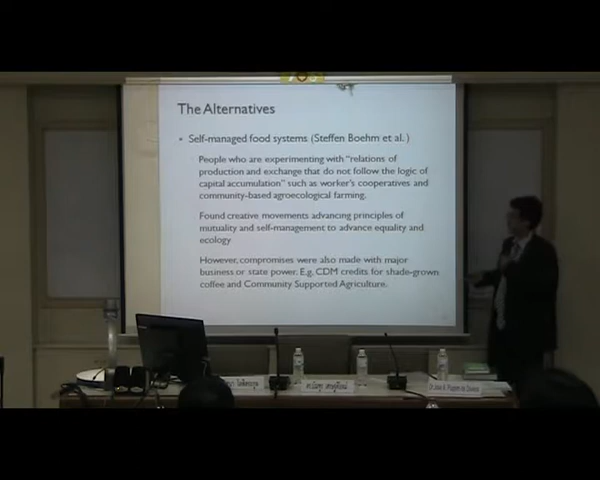 The Alternatives
• Self-managed food systems (Steffen Boehm et al.)
People who are experimenting with "relations of
production and exchange that do not follow the logic of
capital accumulation" such as worker's cooperatives and
community-based agroecological farming.
Found creative movements advancing principles of
mutuality and self-management to advance equality and
ecology
However, compromises were also made with major
business or state power. E.g. CDM credits for shade-grown
coffee and Community Supported Agriculture.